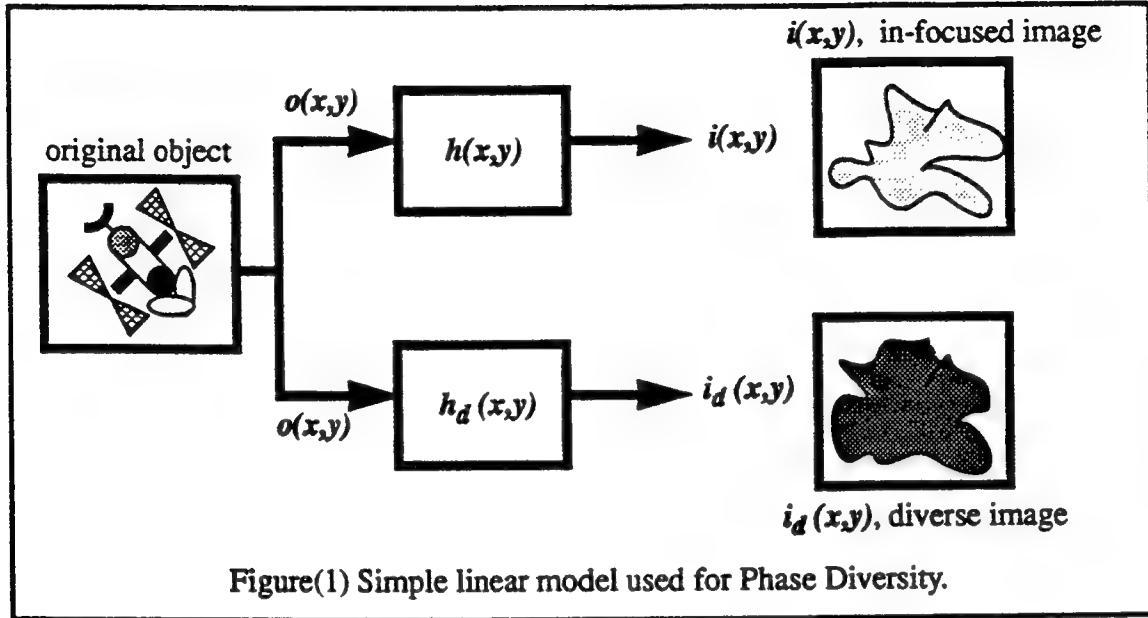 i(x,y), in-focused image
o(x,y)
h(x,y)
i(x,y)
original object
o(x,y)
h_d(x,y)
i_d(x,y)
i_d(x,y), diverse image
Figure(1) Simple linear model used for Phase Diversity.